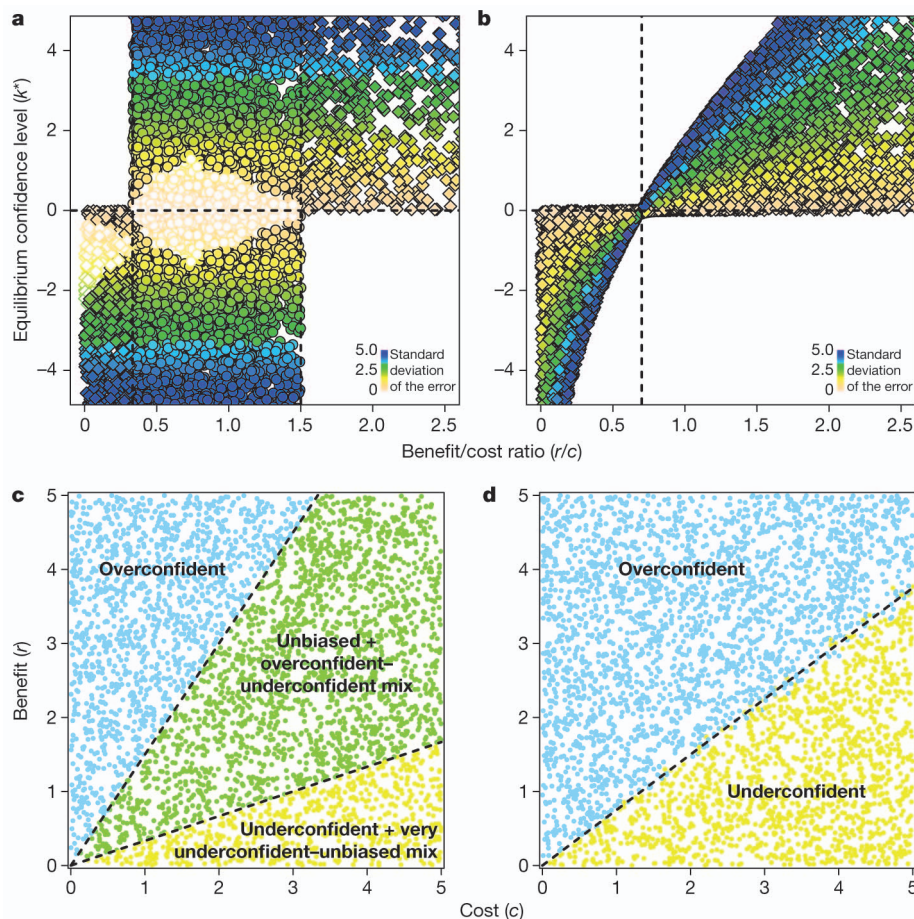 a
b
Equilibrium confidence level (k*)
4
2
0
−2
−4
5.0 Standard
2.5 deviation
0 of the error
0 0.5 1.0 1.5 2.0 2.5
4
2
0
−2
−4
5.0 Standard
2.5 deviation
0 of the error
0 0.5 1.0 1.5 2.0 2.5
Benefit/cost ratio (r/c)
c
d
Benefit (r)
5
4
3
2
1
0
Overconfident
Unbiased +
overconfident–
underconfident mix
Underconfident + very
underconfident–unbiased mix
0 1 2 3 4 5
5
4
3
2
1
0
Overconfident
Underconfident
0 1 2 3 4 5
Cost (c)